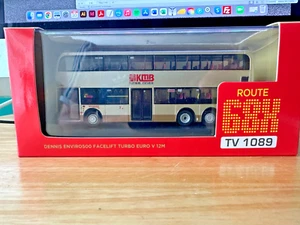 KMB
ROUTE
68X
TV 1089
DENNIS ENVIRO500 FACELIFT TURBO EURO V 12M